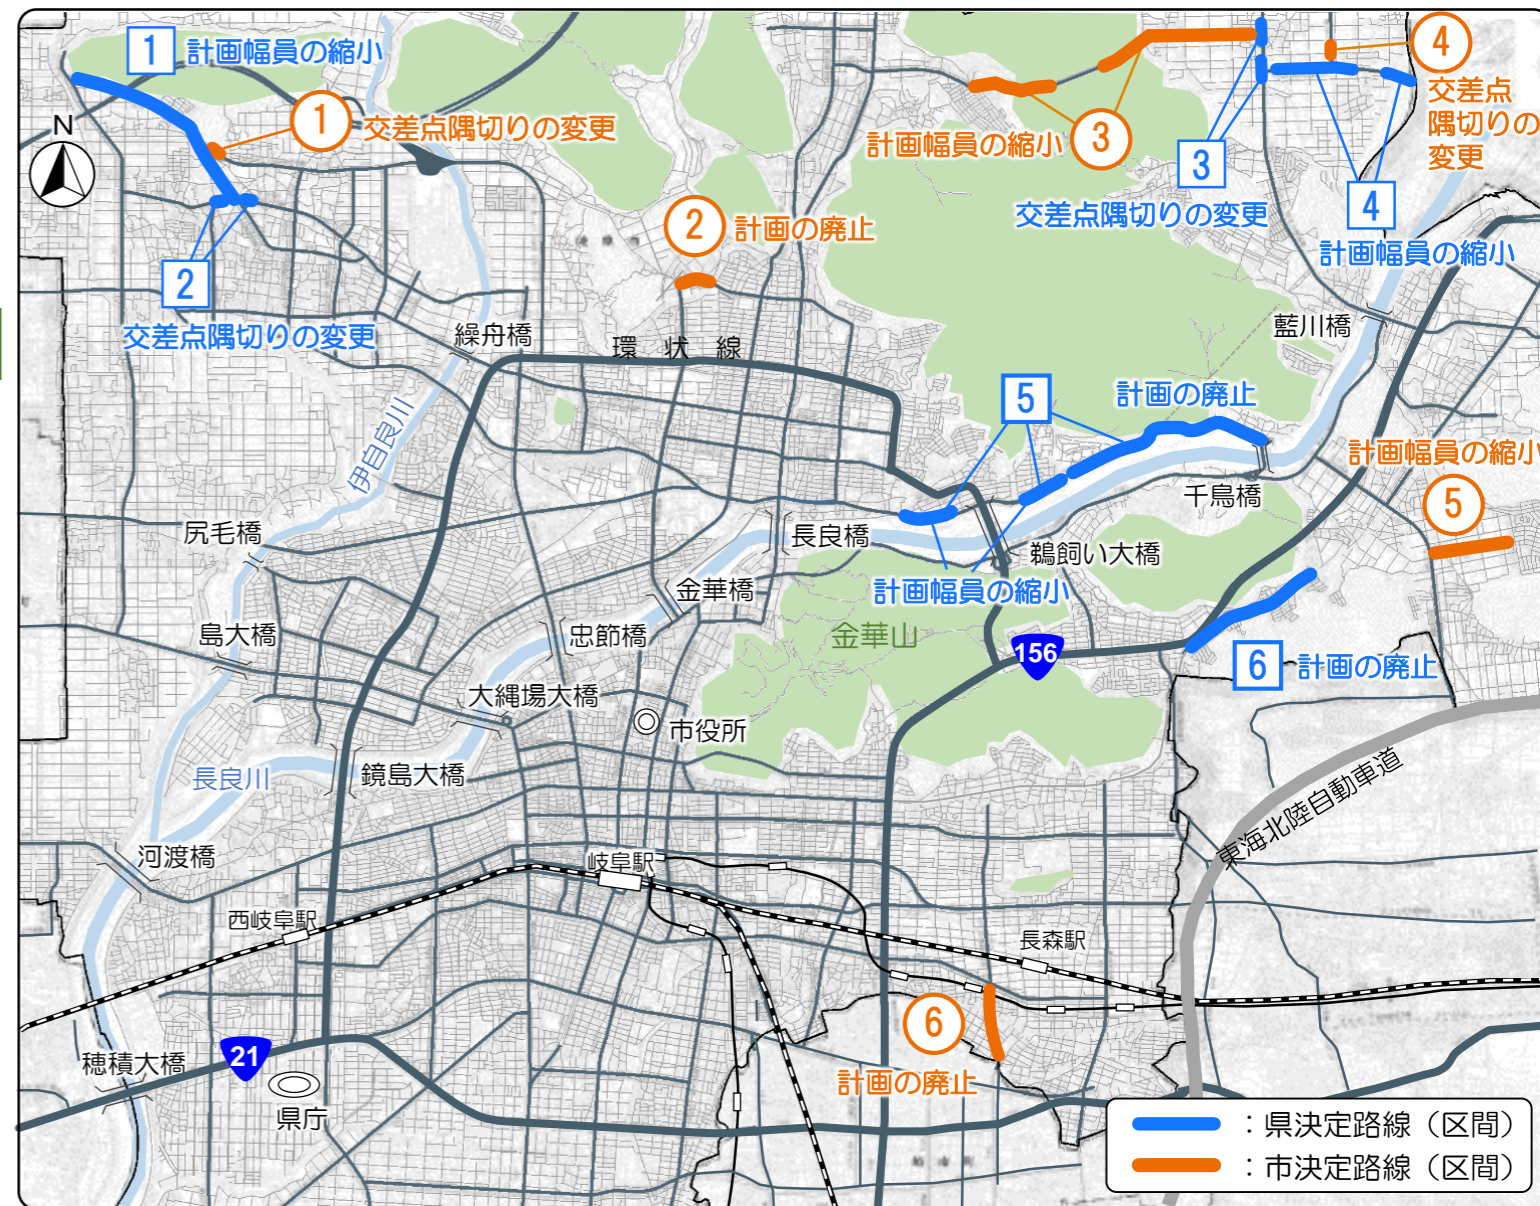 1 計画幅員の縮小
1 交差点隅切りの変更
N
2
交差点隅切りの変更
2 計画の廃止
計画幅員の縮小 3
3
交差点隅切りの変更
4
交差点
隅切りの
変更
4
計画幅員の縮小
繰舟橋
環状線
藍川橋
伊自良川
5 計画の廃止
計画幅員の縮小
5
尻毛橋
長良橋
千鳥橋
鵜飼い大橋
計画幅員の縮小
金華橋
島大橋
忠節橋
金華山
156
6 計画の廃止
大縄場大橋
市役所
長良川
鏡島大橋
東海北陸自動車道
河渡橋
岐阜駅
西岐阜駅
長森駅
6
計画の廃止
穂積大橋
21
県庁
:県決定路線(区間)
:市決定路線(区間)